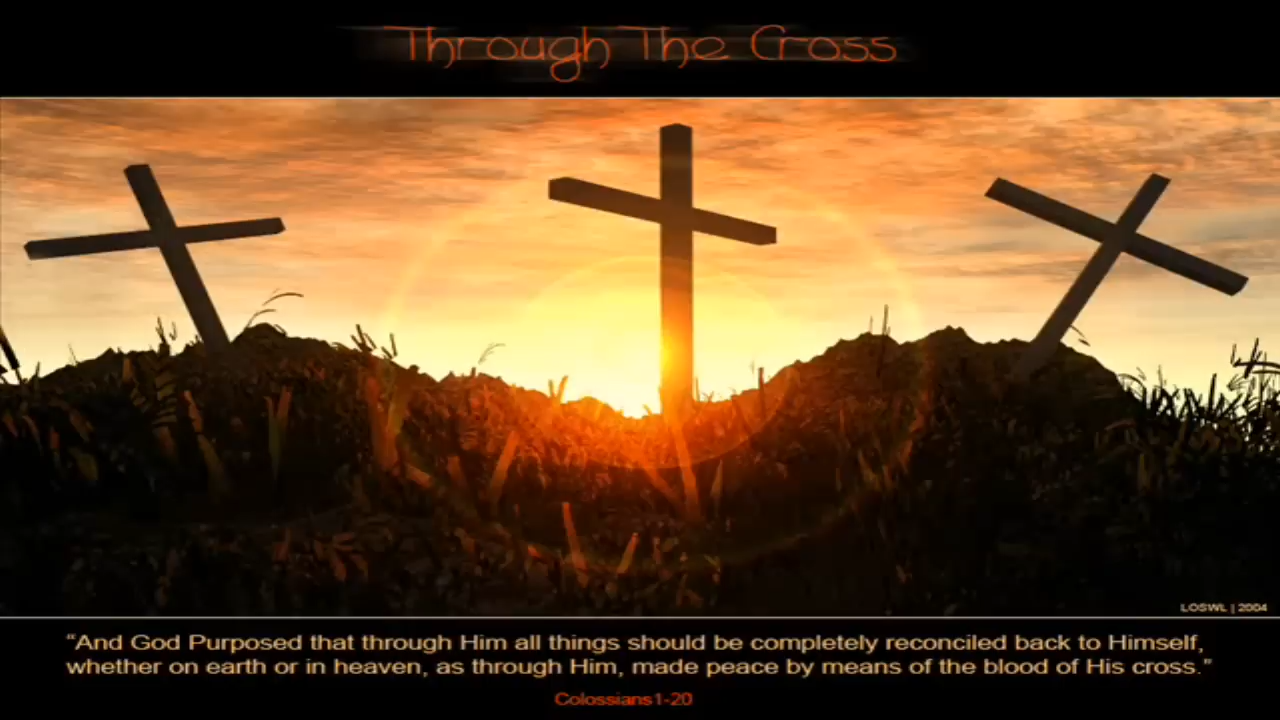 Through The Cross
LOSWL | 2004
“And God Purposed that through Him all things should be completely reconciled back to Himself,
whether on earth or in heaven, as through Him, made peace by means of the blood of His cross.”
Colossians1-20